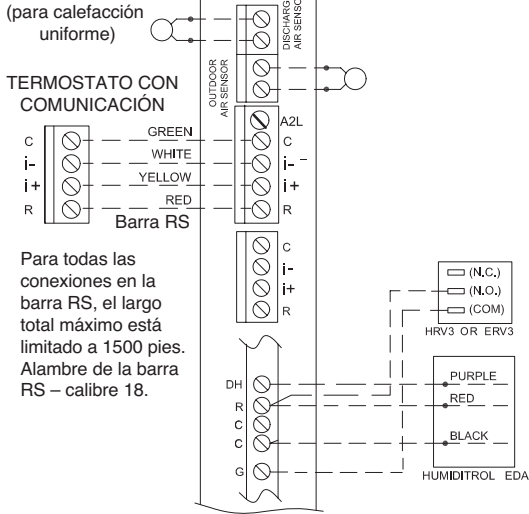 (para calefacción
uniforme)
DISCHARG
AIR SENSO
OUTDOOR
AIR SENSOR
TERMOSTATO CON
COMUNICACIÓN
A2L
C GREEN C
i- WHITE i-
i+ YELLOW i+
R RED R
Barra RS
C
i-
i+
R
Para todas las
conexiones en la
barra RS, el largo
total máximo está
limitado a 1500 pies.
Alambre de la barra
RS – calibre 18.
(N.C.)
(N.O.)
(COM)
HRV3 OR ERV3
DH PURPLE
R RED
C
C BLACK
G
HUMIDITROL EDA